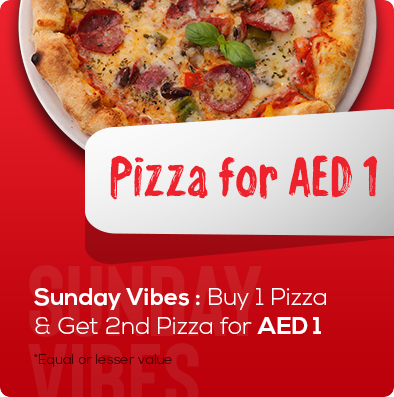 Pizza for AED 1
SUNDAY
Sunday Vibes : Buy 1 Pizza
& Get 2nd Pizza for AED 1
*Equal or lesser value
VIBES